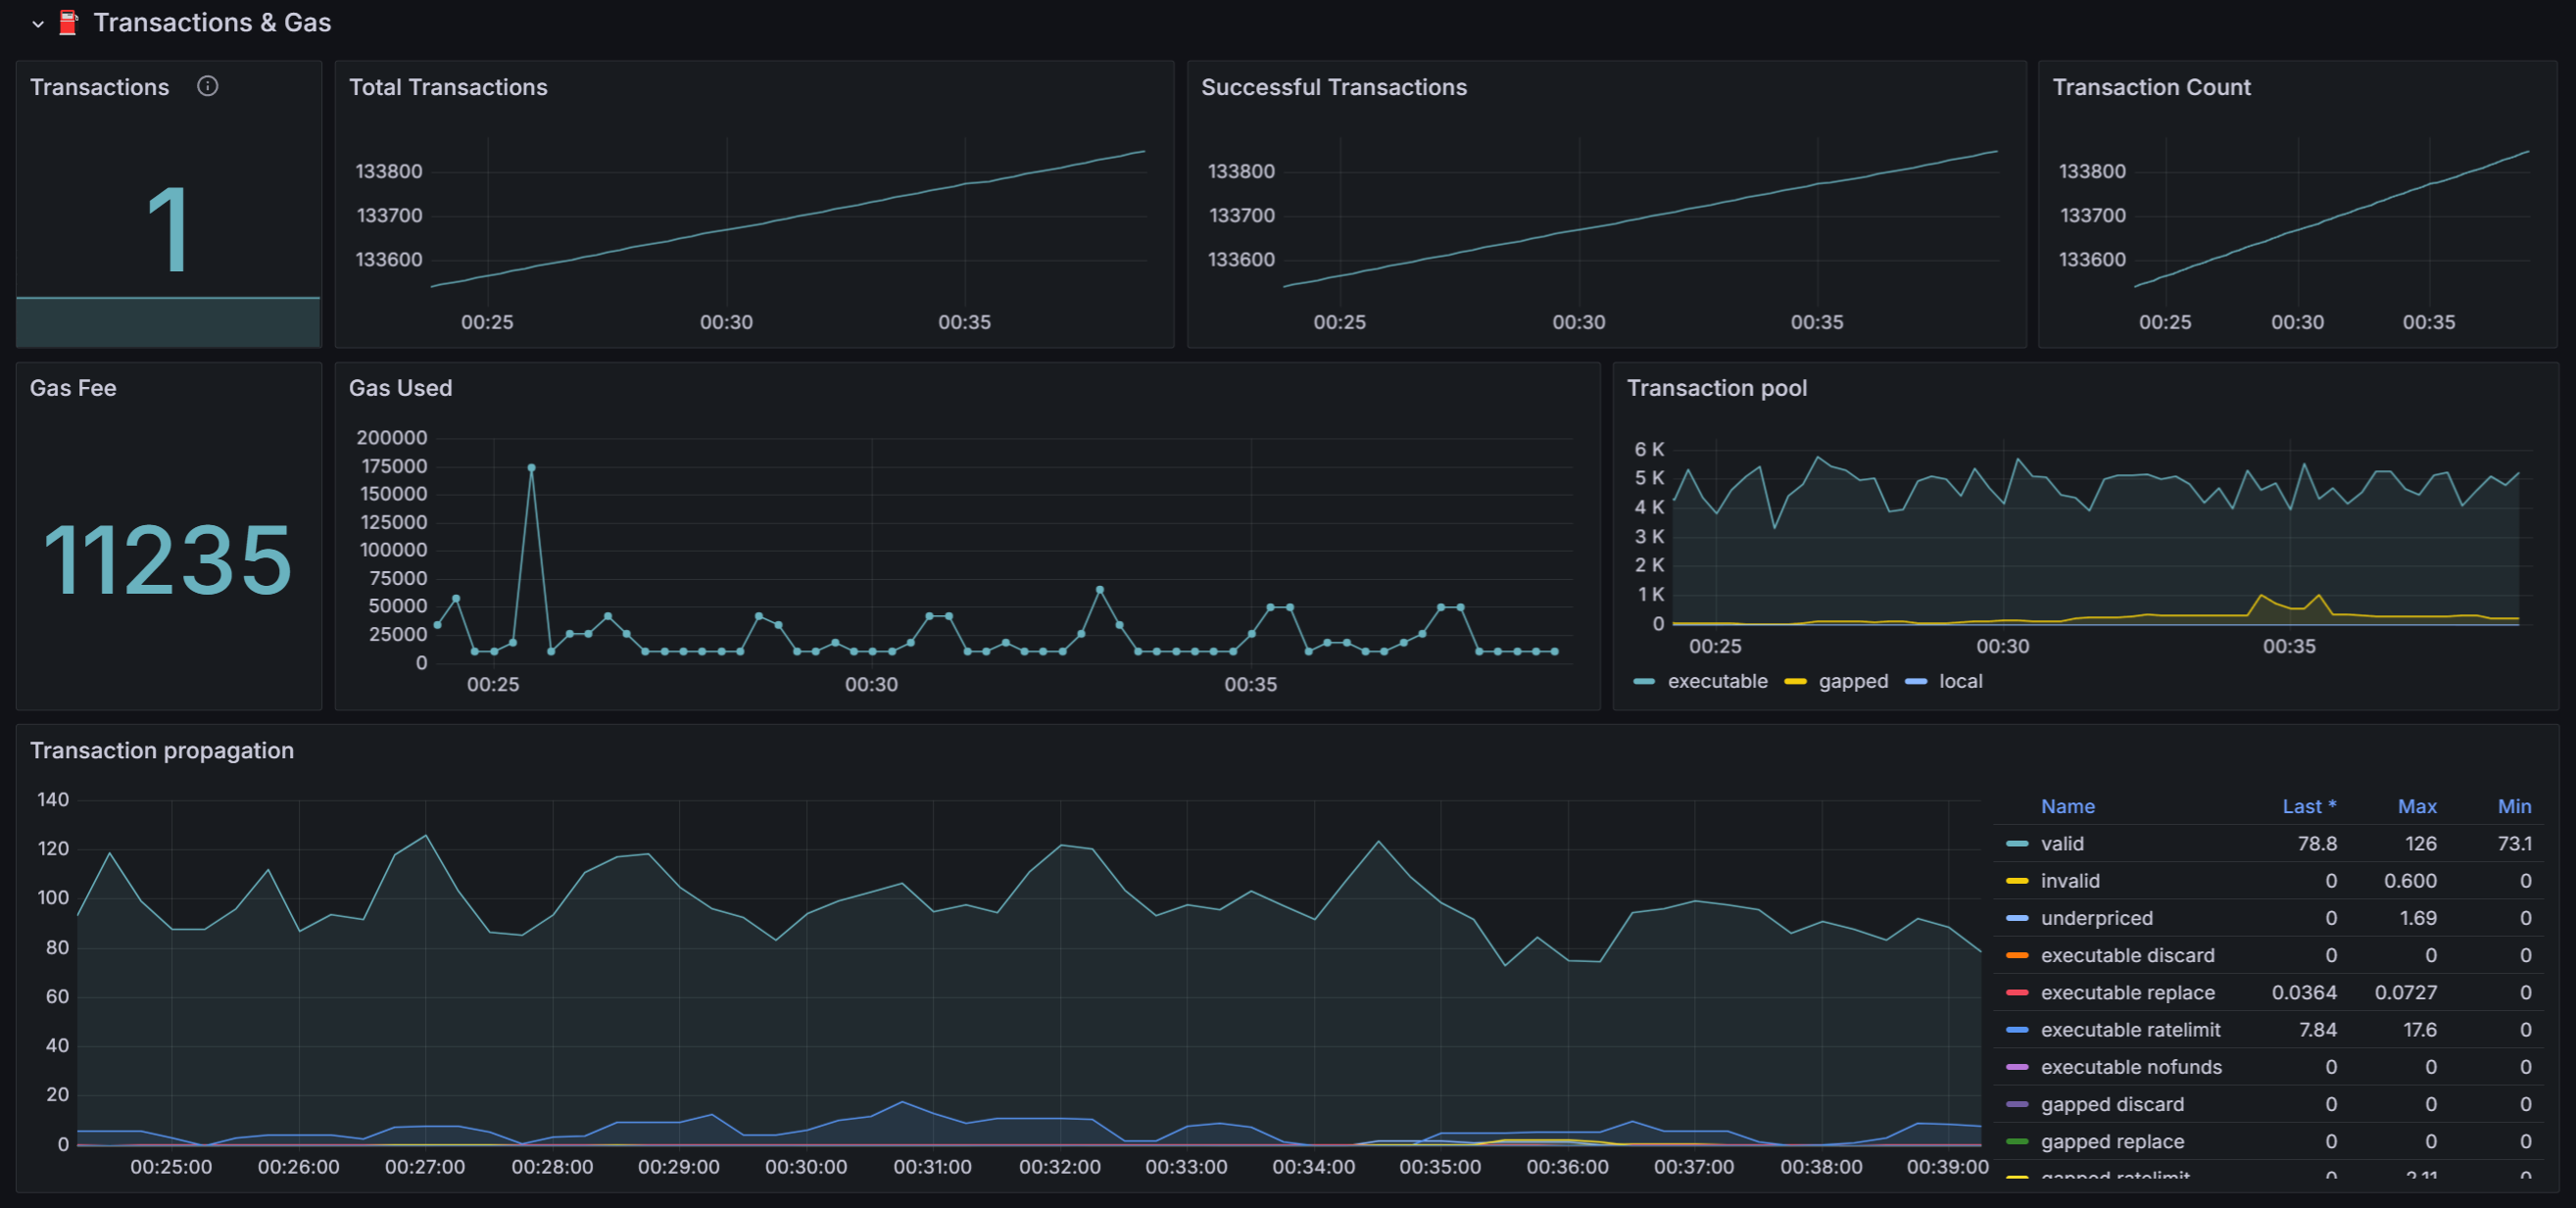 Transactions & Gas
Transactions
1
Total Transactions
133800
133700
133600
00:25 00:30 00:35
Successful Transactions
133800
133700
133600
00:25 00:30 00:35
Transaction Count
133800
133700
133600
00:25 00:30 00:35
Gas Fee
11235
Gas Used
200000
175000
150000
125000
100000
75000
50000
25000
0
00:25 00:30 00:35
Transaction pool
6 K
5 K
4 K
3 K
2 K
1 K
0
00:25 00:30 00:35
executable gapped local
Transaction propagation
140
120
100
80
60
40
20
0
00:25:00 00:26:00 00:27:00 00:28:00 00:29:00 00:30:00 00:31:00 00:32:00 00:33:00 00:34:00 00:35:00 00:36:00 00:37:00 00:38:00 00:39:00
Name Last * Max Min
valid 78.8 126 73.1
invalid 0 0.600 0
underpriced 0 1.69 0
executable discard 0 0 0
executable replace 0.0364 0.0727 0
executable ratelimit 7.84 17.6 0
executable nofunds 0 0 0
gapped discard 0 0 0
gapped replace 0 0 0
gapped ratelimit 0 2.11 0